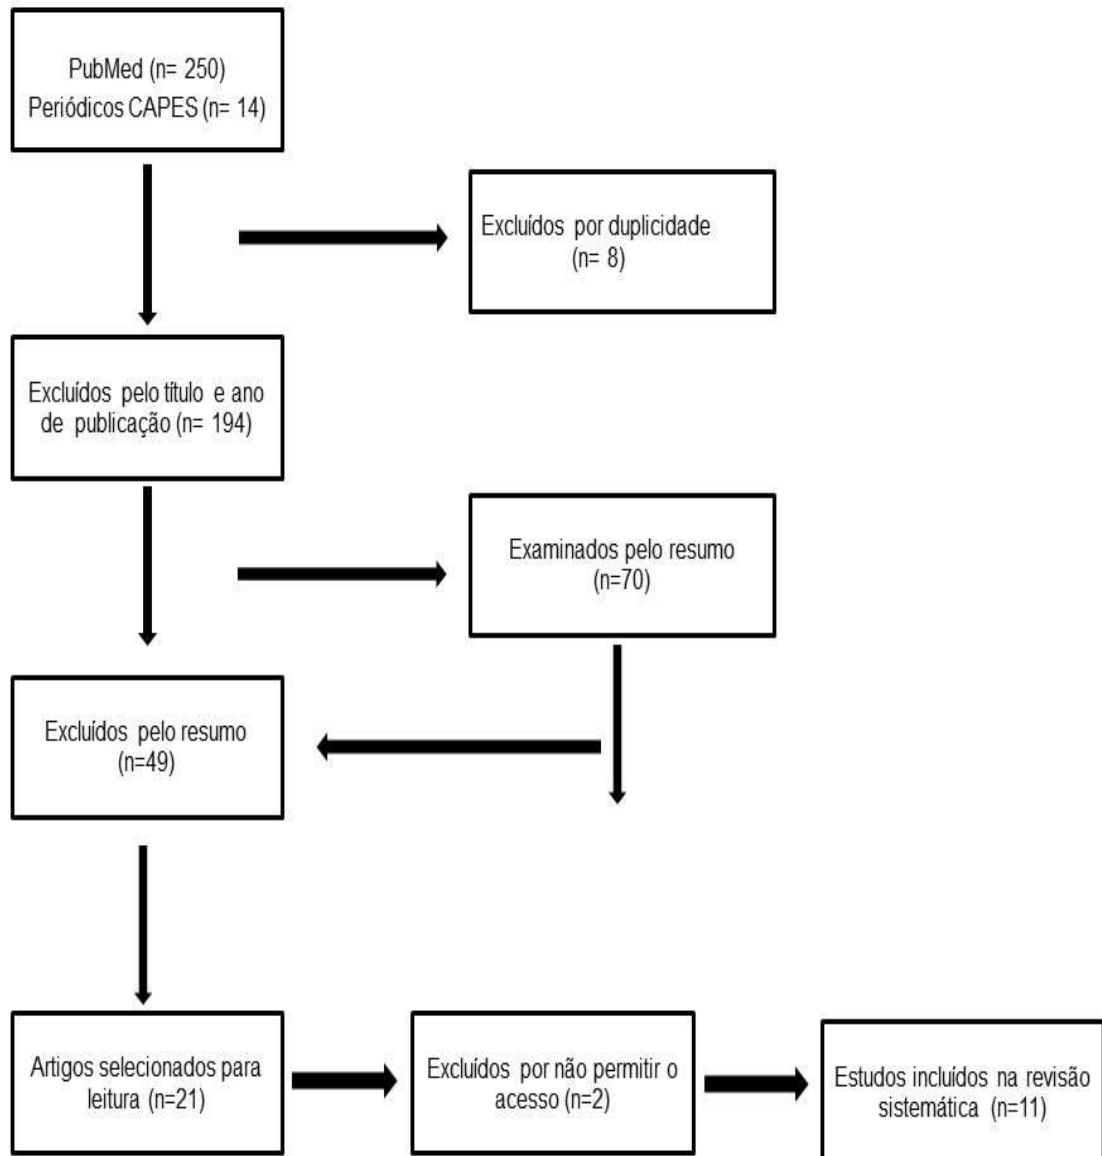 PubMed (n= 250)
Periódicos CAPES (n= 14)
Excluídos por duplicidade
(n= 8)
Excluídos pelo título e ano
de publicação (n= 194)
Examinados pelo resumo
(n=70)
Excluídos pelo resumo
(n=49)
Artigos selecionados para
leitura (n=21)
Excluídos por não permitir o
acesso (n=2)
Estudos incluídos na revisão
sistemática (n=11)